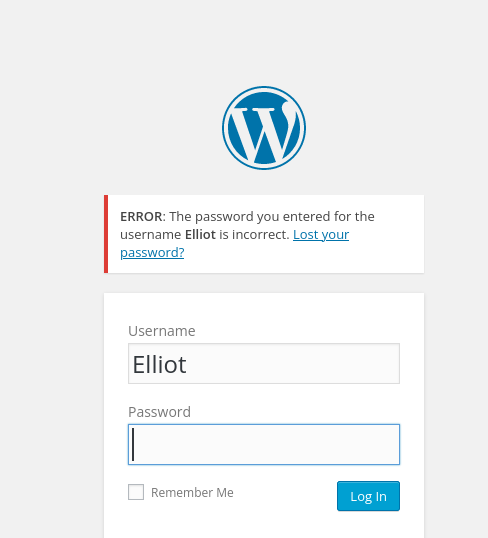 ERROR: The password you entered for the
username Elliot is incorrect. Lost your
password?
Username
Elliot
Password
Remember Me
Log In